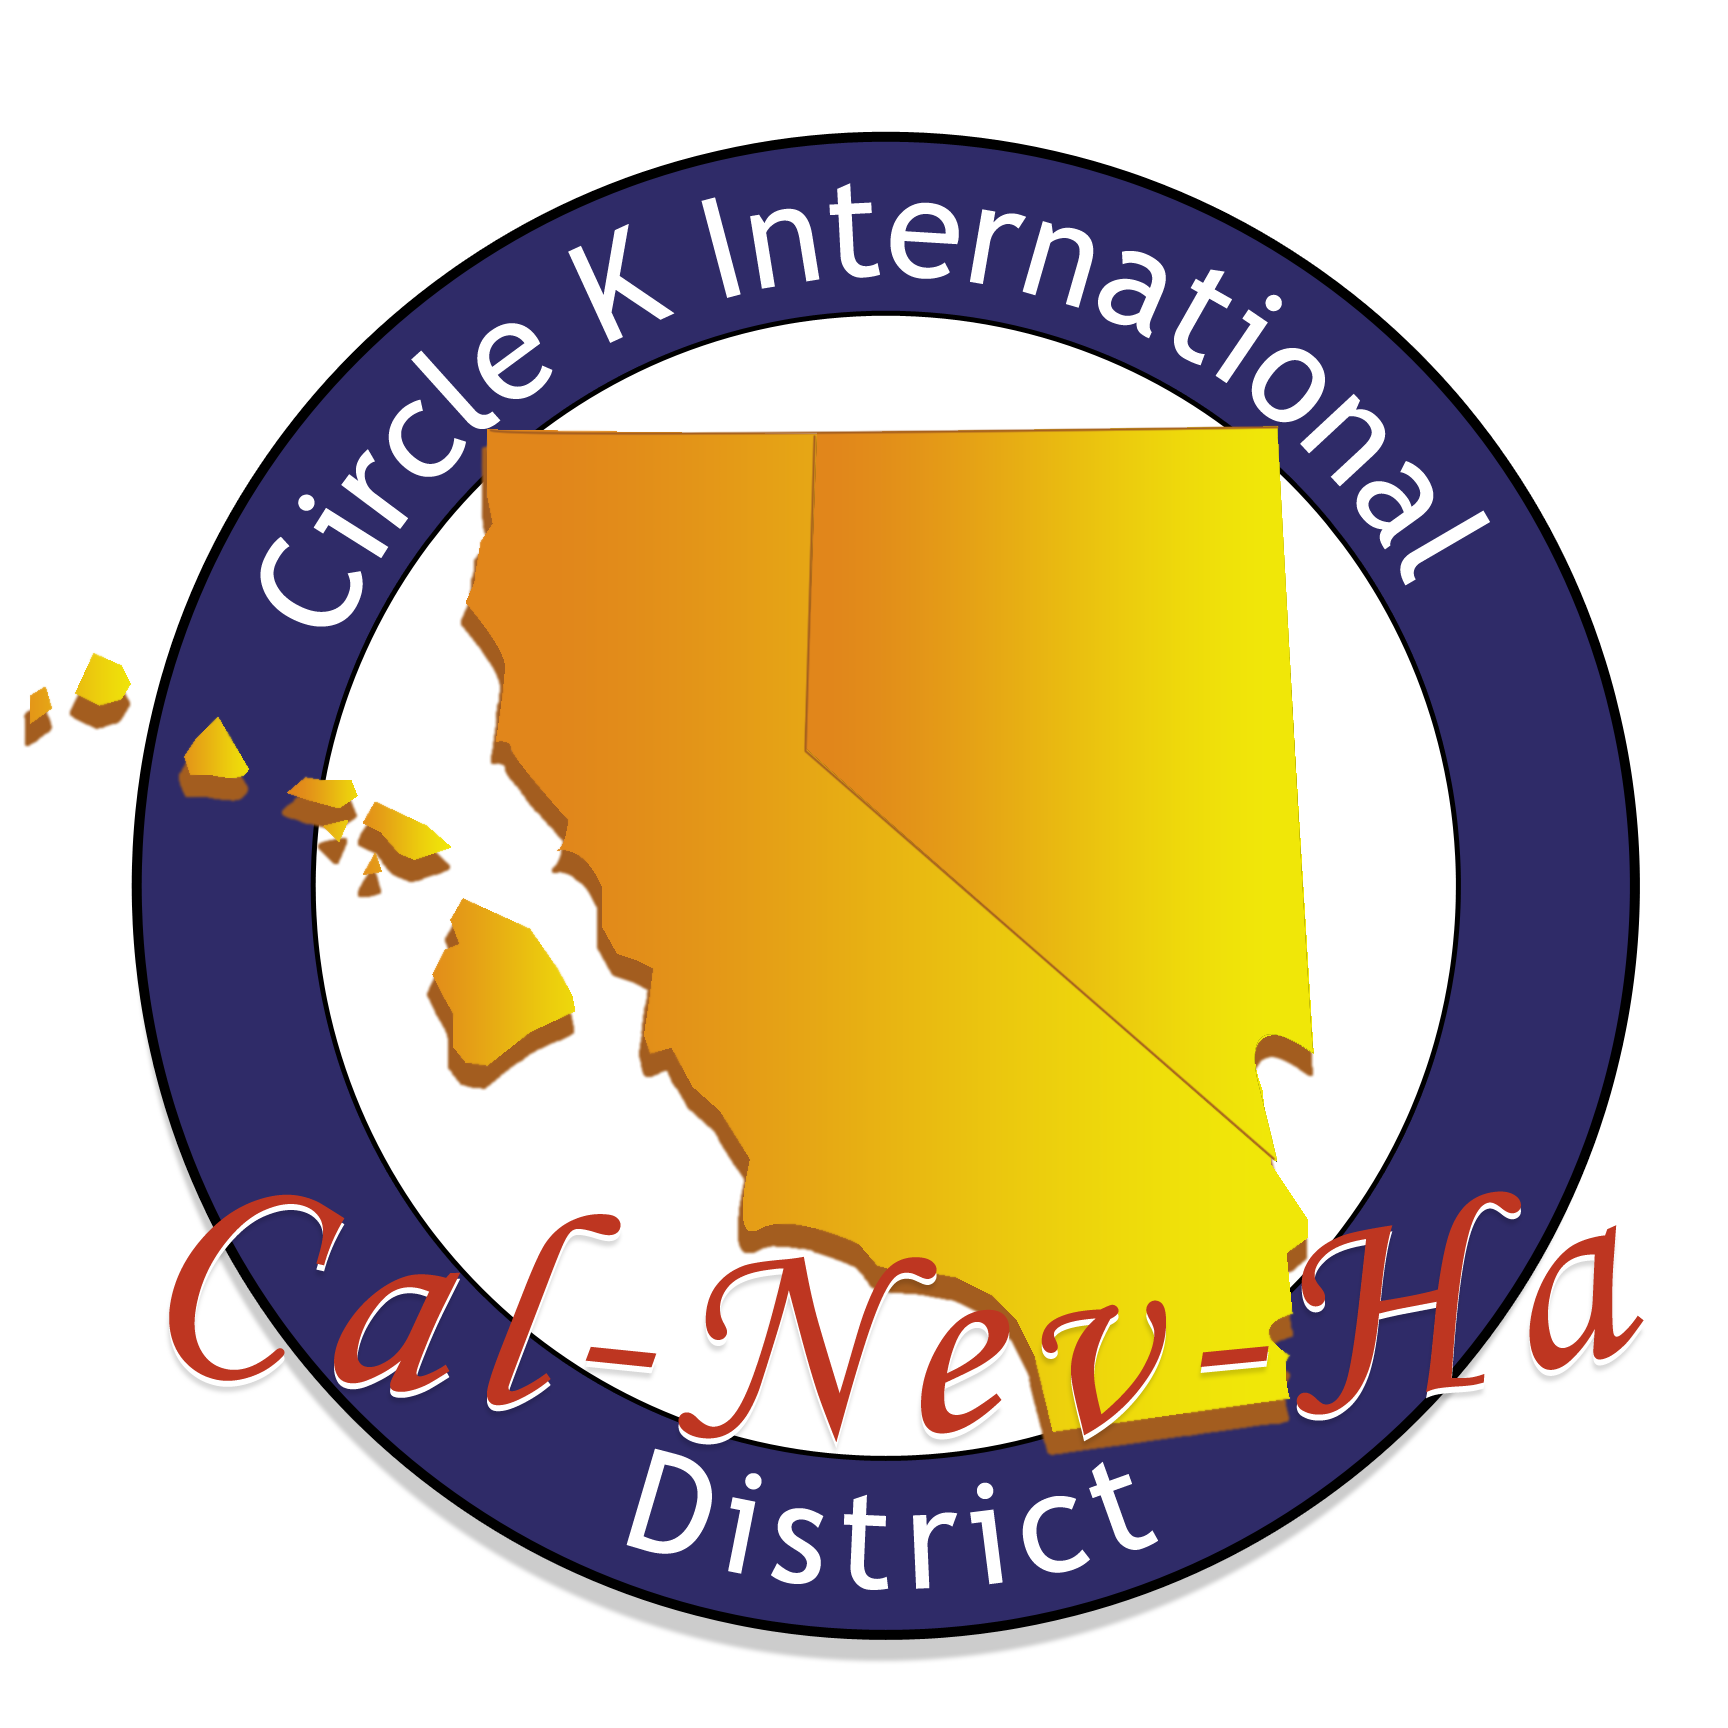 Circle K International
Cal-Nev-Ha
District